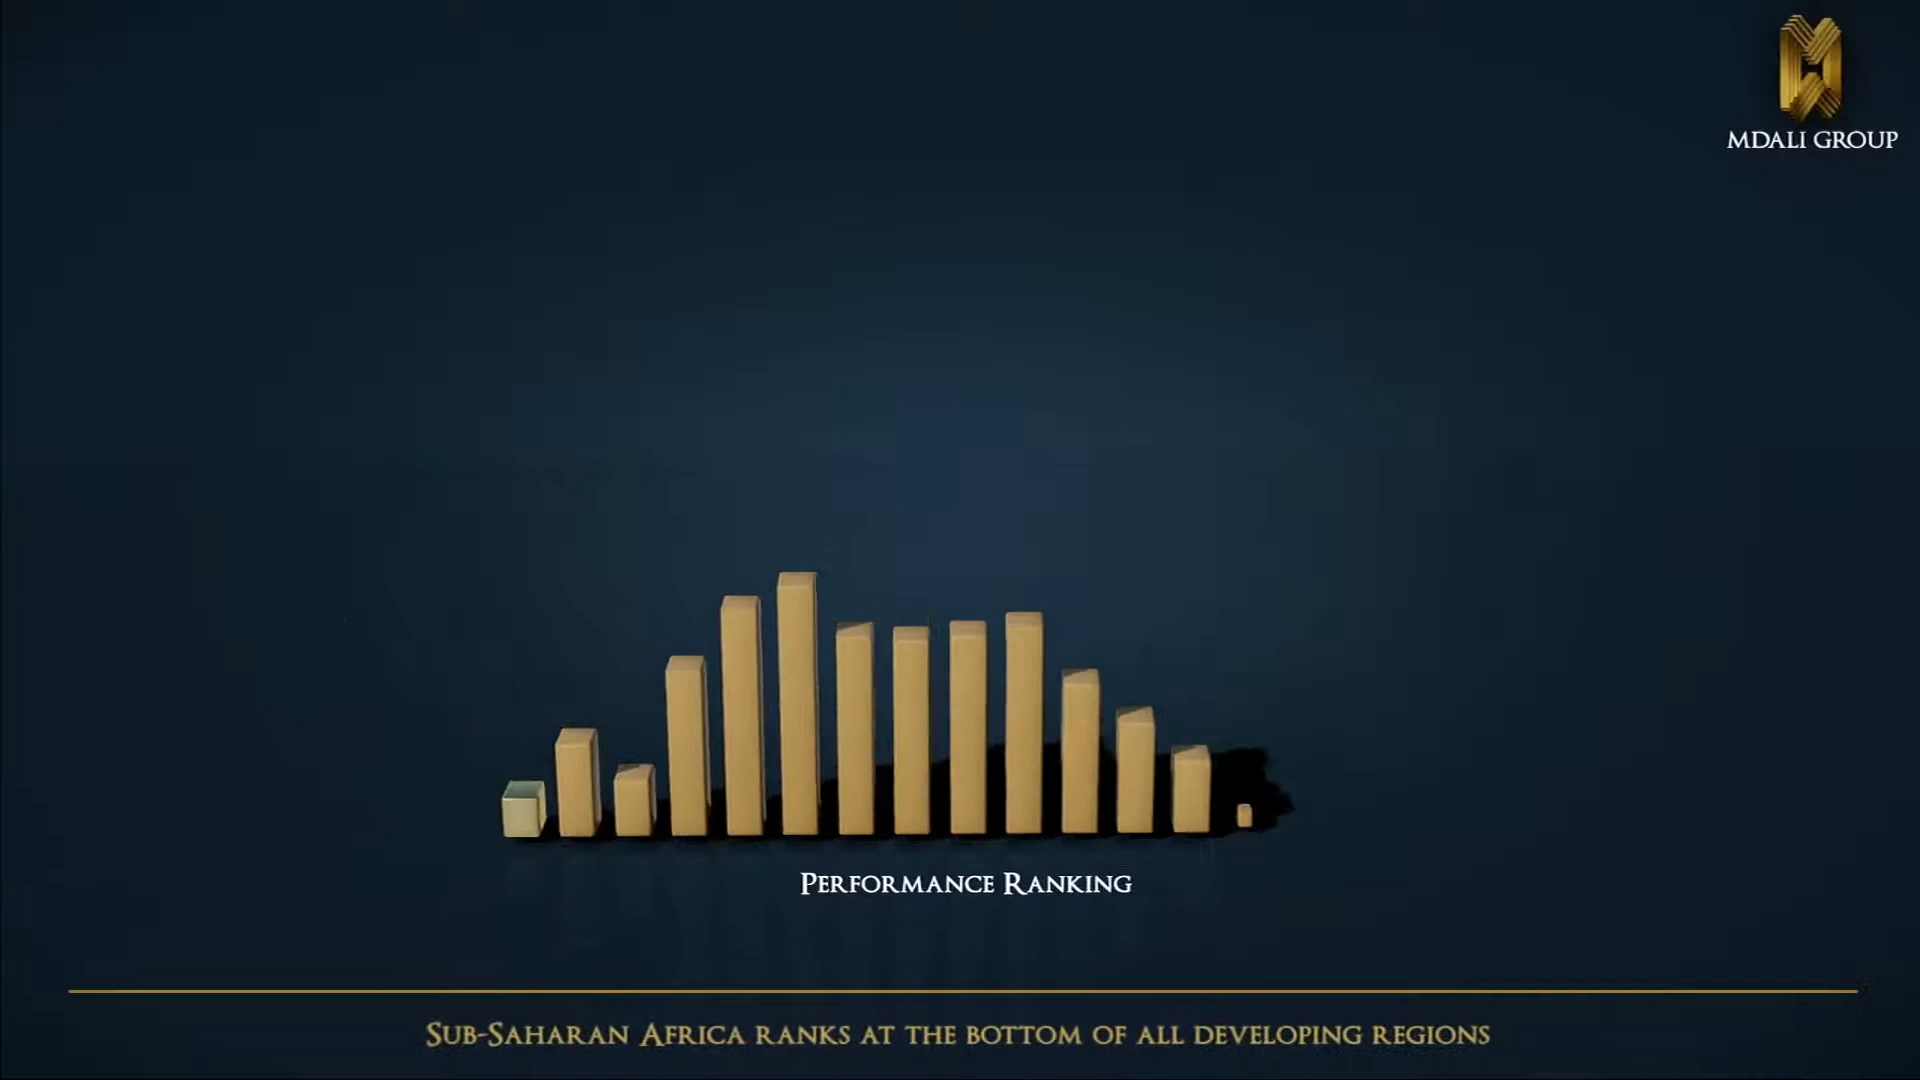 MDALI GROUP
Performance Ranking
Sub-Saharan Africa ranks at the bottom of all developing regions